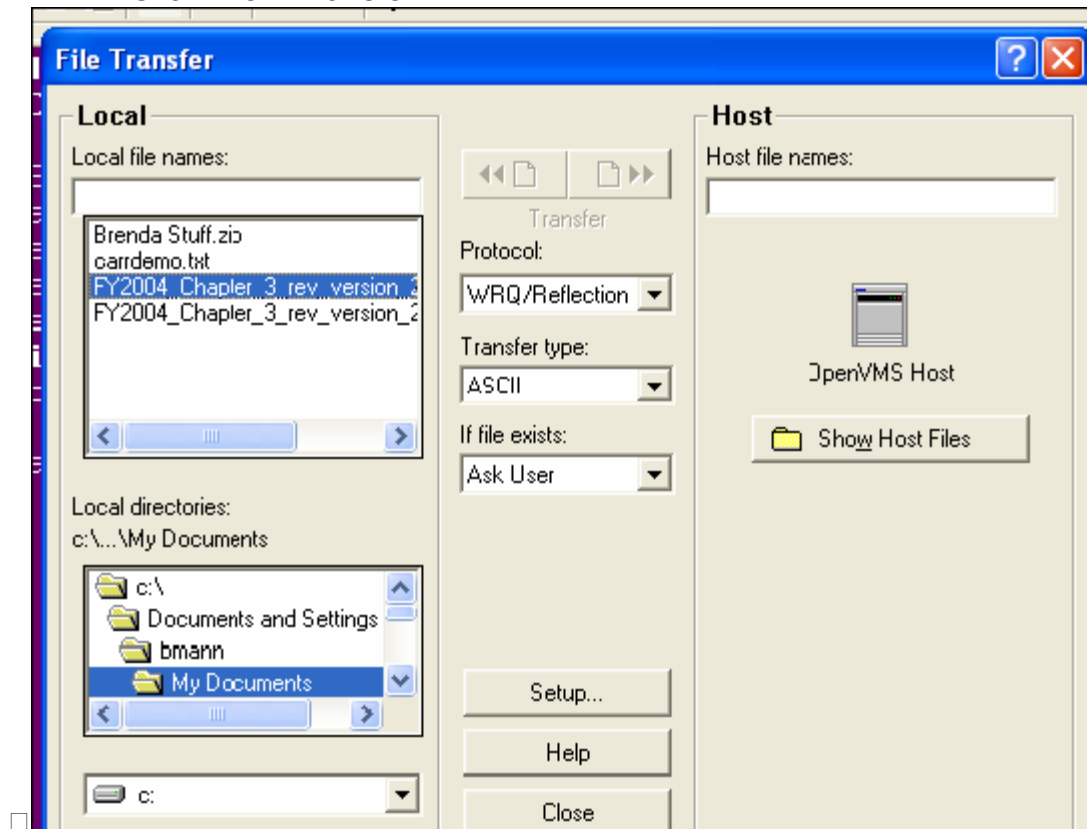 File Transfer
Local
Local file names:
Brenda Stuff.zip
carrdemo.txt
FY2004_Chapler_3_rev_version_2
FY2004_Chapler_3_rev_version_2
Local directories:
c:\...\My Documents
c:\
Documents and Settings
bmann
My Documents
c:
Transfer
Protocol:
WRQ/Reflection
Transfer type:
ASCII
If file exists:
Ask User
Setup...
Help
Close
Host
Host file names:
OpenVMS Host
Show Host Files